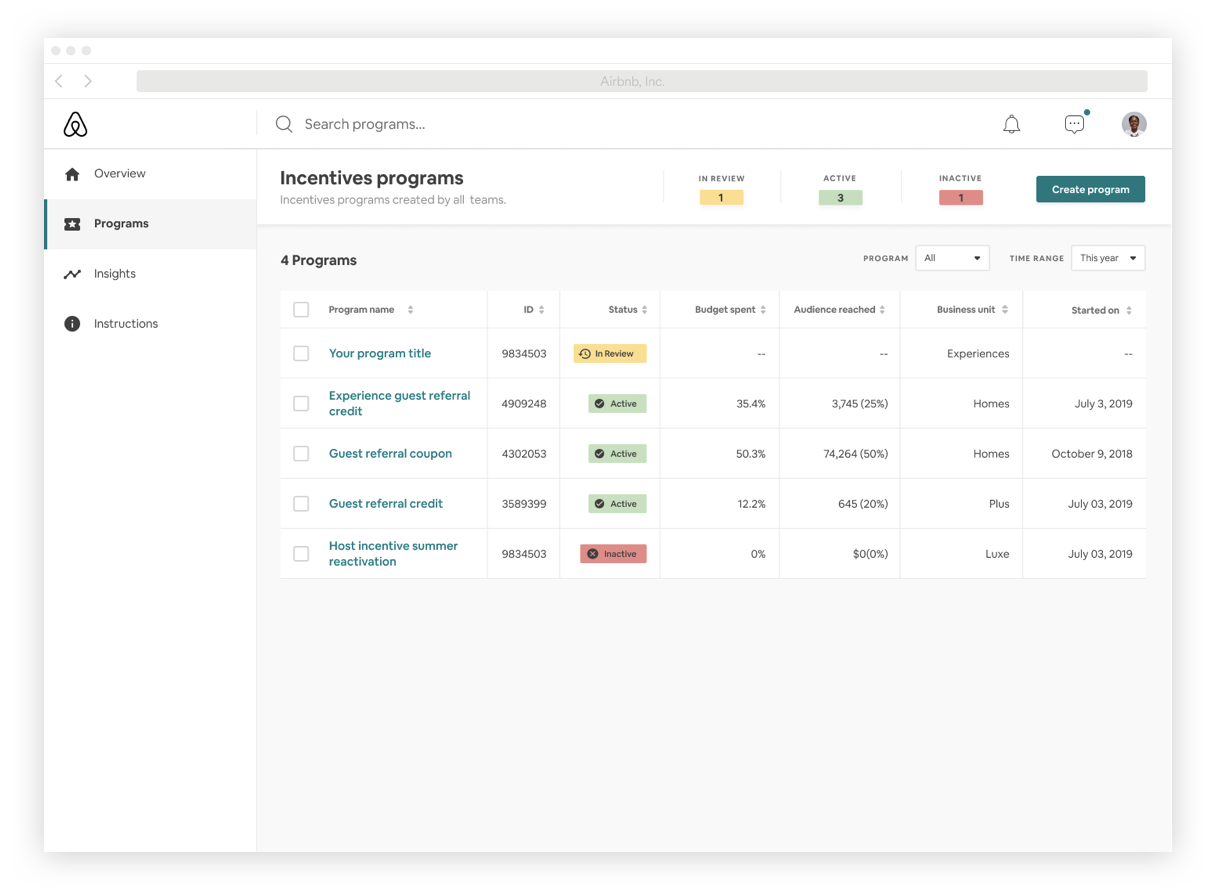 Airbnb, Inc.
Search programs...
Overview
Programs
Insights
Instructions
Incentives programs
Incentives programs created by all teams.
IN REVIEW
1
ACTIVE
3
INACTIVE
1
Create program
4 Programs
PROGRAM All TIME RANGE This year
Program name ID Status Budget spent Audience reached Business unit Started on
Your program title 9834503 In Review -- -- Experiences --
Experience guest referral
credit
4909248 Active 35.4% 3,745 (25%) Homes July 3, 2019
Guest referral coupon 4302053 Active 50.3% 74,264 (50%) Homes October 9, 2018
Guest referral credit 3589399 Active 12.2% 645 (20%) Plus July 03, 2019
Host incentive summer
reactivation
9834503 Inactive 0% $0(0%) Luxe July 03, 2019